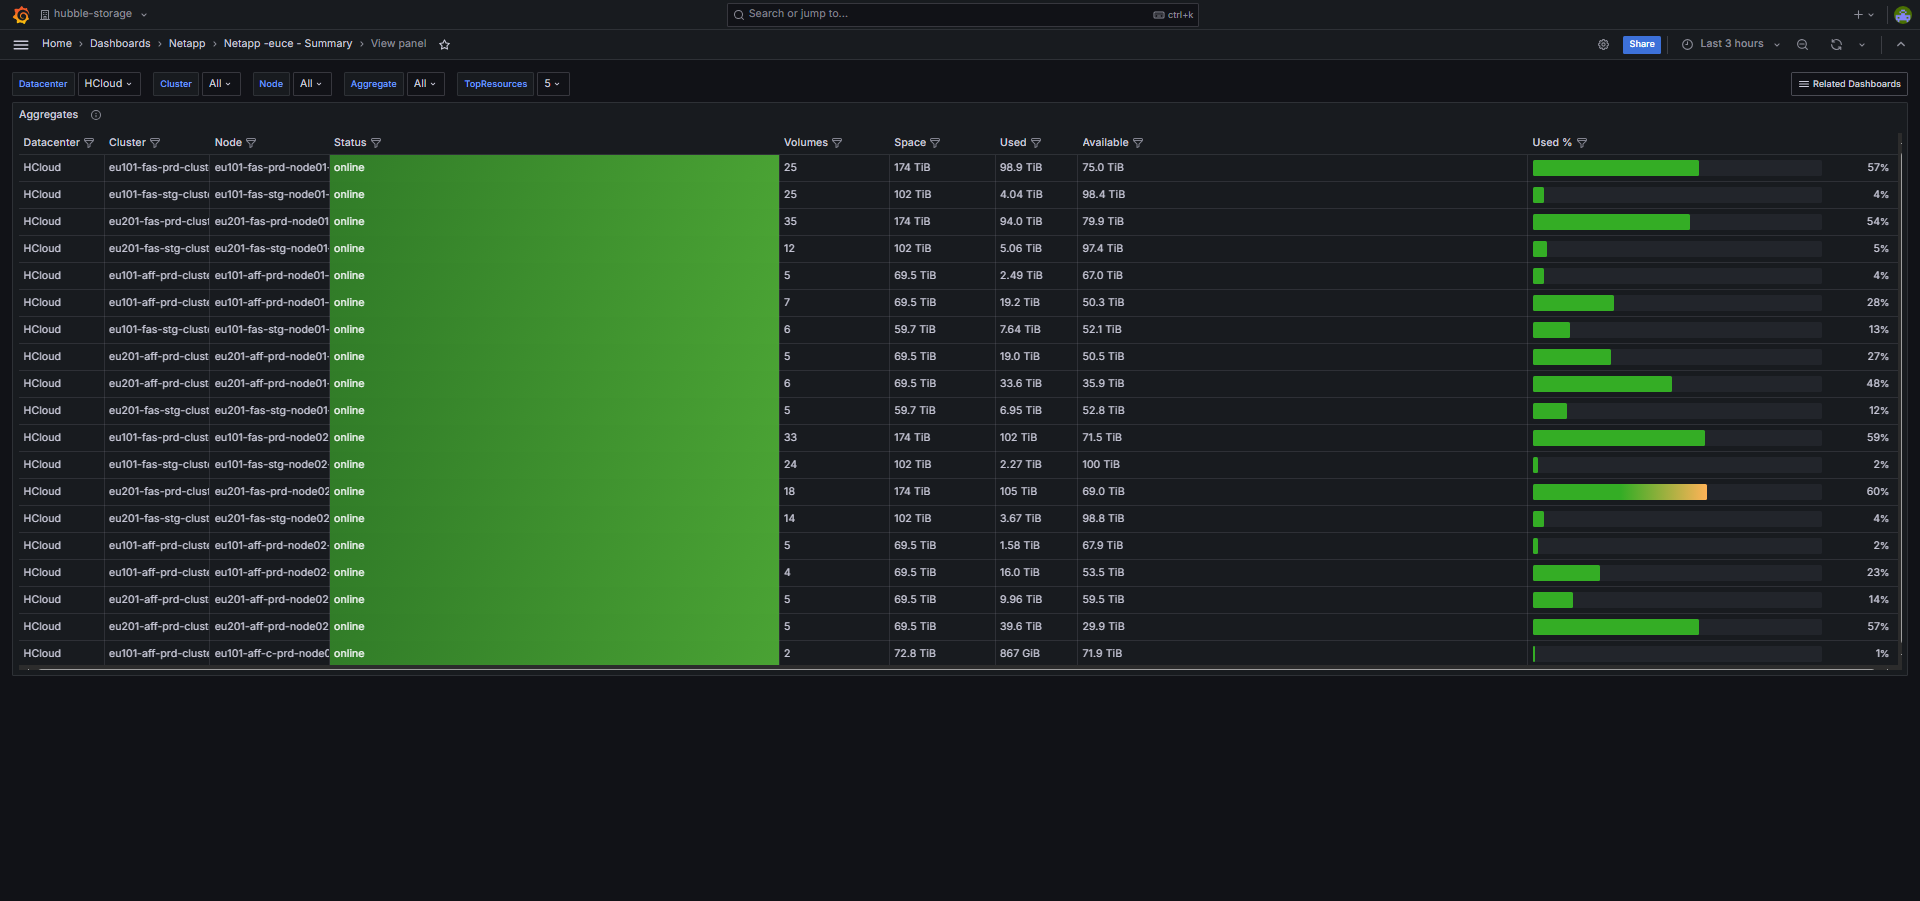 hubble-storage Search or jump to... ctrl+k
Home › Dashboards › Netapp › Netapp -euce - Summary › View panel Share Last 3 hours
Datacenter HCloud Cluster All Node All Aggregate All TopResources 5 Related Dashboards
Aggregates
Datacenter Cluster Node Status Volumes Space Used Available Used %
HCloud eu101-fas-prd-clust eu101-fas-prd-node01- online 25 174 TiB 98.9 TiB 75.0 TiB 57%
HCloud eu101-fas-stg-clust eu101-fas-stg-node01- online 25 102 TiB 4.04 TiB 98.4 TiB 4%
HCloud eu201-fas-prd-clust eu201-fas-prd-node01 online 35 174 TiB 94.0 TiB 79.9 TiB 54%
HCloud eu201-fas-stg-clust eu201-fas-stg-node01- online 12 102 TiB 5.06 TiB 97.4 TiB 5%
HCloud eu101-aff-prd-cluste eu101-aff-prd-node01- online 5 69.5 TiB 2.49 TiB 67.0 TiB 4%
HCloud eu101-aff-prd-cluste eu101-aff-prd-node01- online 7 69.5 TiB 19.2 TiB 50.3 TiB 28%
HCloud eu101-fas-stg-clust eu101-fas-stg-node01- online 6 59.7 TiB 7.64 TiB 52.1 TiB 13%
HCloud eu201-aff-prd-clust eu201-aff-prd-node01- online 5 69.5 TiB 19.0 TiB 50.5 TiB 27%
HCloud eu201-aff-prd-clust eu201-aff-prd-node01- online 6 69.5 TiB 33.6 TiB 35.9 TiB 48%
HCloud eu201-fas-stg-clust eu201-fas-stg-node01- online 5 59.7 TiB 6.95 TiB 52.8 TiB 12%
HCloud eu101-fas-prd-clust eu101-fas-prd-node02 online 33 174 TiB 102 TiB 71.5 TiB 59%
HCloud eu101-fas-stg-clust eu101-fas-stg-node02- online 24 102 TiB 2.27 TiB 100 TiB 2%
HCloud eu201-fas-prd-clust eu201-fas-prd-node02 online 18 174 TiB 105 TiB 69.0 TiB 60%
HCloud eu201-fas-stg-clust eu201-fas-stg-node02 online 14 102 TiB 3.67 TiB 98.8 TiB 4%
HCloud eu101-aff-prd-cluste eu101-aff-prd-node02- online 5 69.5 TiB 1.58 TiB 67.9 TiB 2%
HCloud eu101-aff-prd-cluste eu101-aff-prd-node02- online 4 69.5 TiB 16.0 TiB 53.5 TiB 23%
HCloud eu201-aff-prd-clust eu201-aff-prd-node02 online 5 69.5 TiB 9.96 TiB 59.5 TiB 14%
HCloud eu201-aff-prd-clust eu201-aff-prd-node02 online 5 69.5 TiB 39.6 TiB 29.9 TiB 57%
HCloud eu101-aff-prd-cluste eu101-aff-c-prd-node0 online 2 72.8 TiB 867 GiB 71.9 TiB 1%